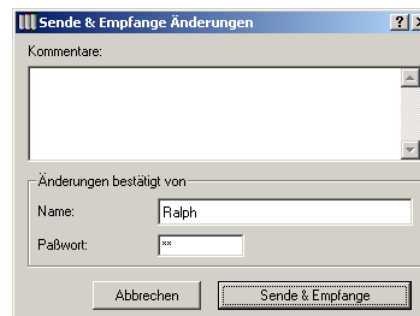 Sende & Empfange Änderungen
Kommentare:
Änderungen bestätigt von
Name: Ralph
Paßwort: **
Abbrechen Sende & Empfange